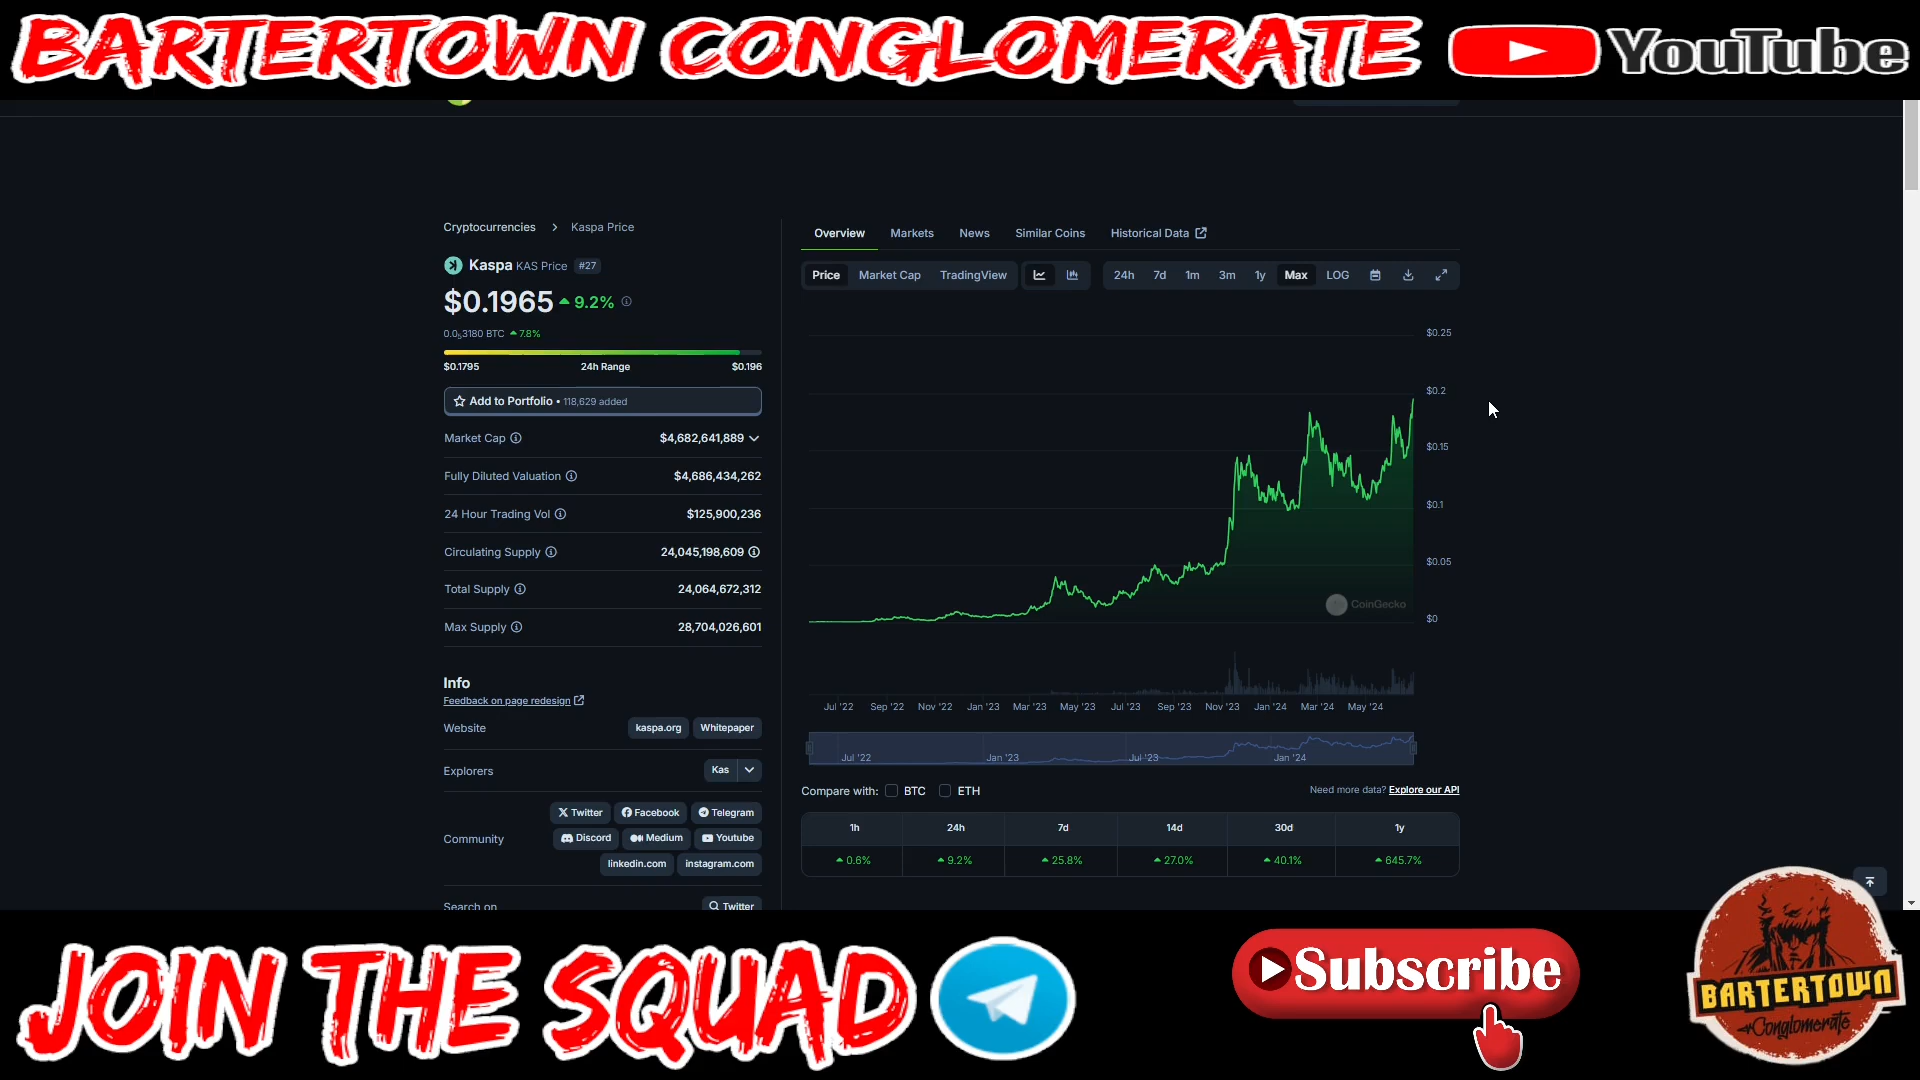 BARTERTOWN CONGLOMERATE YouTube
Cryptocurrencies > Kaspa Price
Kaspa KAS Price #27
$0.1965 9.2%
0.0₅3180 BTC 7.8%
$0.1795 24h Range $0.196
Add to Portfolio • 118,629 added
Market Cap $4,682,641,889
Fully Diluted Valuation $4,686,434,262
24 Hour Trading Vol $125,900,236
Circulating Supply 24,045,198,609
Total Supply 24,064,672,312
Max Supply 28,704,026,601
Info
Feedback on page redesign
Website kaspa.org Whitepaper
Explorers Kas
Twitter Facebook Telegram
Community Discord Medium Youtube
linkedin.com instagram.com
Search on Twitter
Overview Markets News Similar Coins Historical Data
Price Market Cap TradingView 24h 7d 1m 3m 1y Max LOG
$0.25
$0.2
$0.15
$0.1
$0.05
$0
CoinGecko
Jul '22 Sep '22 Nov '22 Jan '23 Mar '23 May '23 Jul '23 Sep '23 Nov '23 Jan '24 Mar '24 May '24
Jul '22 Jan '23 Jul '23 Jan '24
Compare with: BTC ETH Need more data? Explore our API
1h 24h 7d 14d 30d 1y
0.6% 9.2% 25.8% 27.0% 40.1% 645.7%
JOIN THE SQUAD Subscribe
BARTERTOWN
Conglomerate